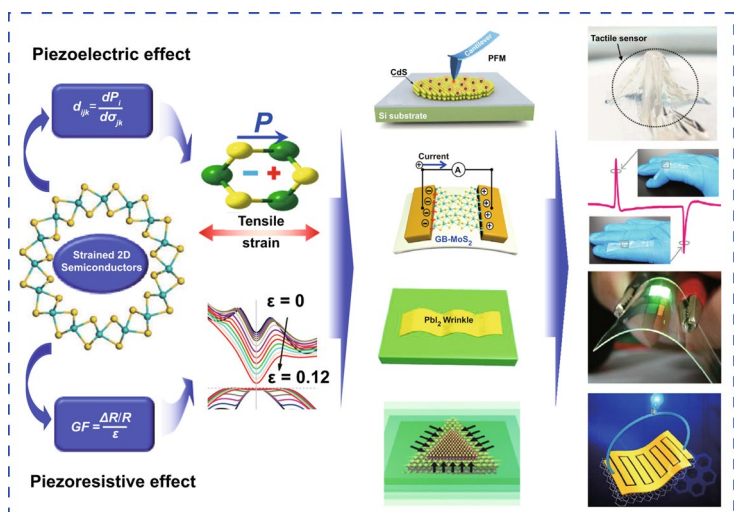 Piezoelectric effect
d_ijk = dP_i / dσ_jk
Strained 2D
Semiconductors
GF = ΔR/R / ε
Piezoresistive effect
P
− +
Tensile
strain
ε = 0
ε = 0.12
Cantilever
PFM
CdS
Si substrate
Current
A
GB-MoS₂
PbI₂ Wrinkle
Tactile sensor